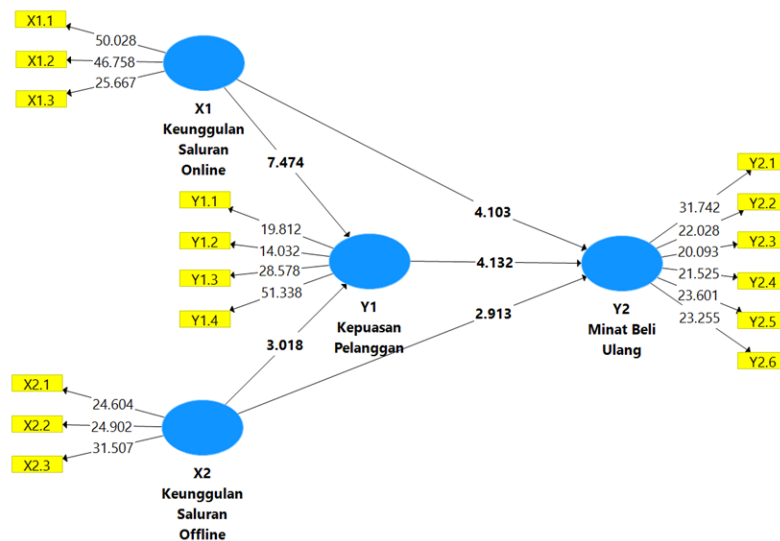 X1.1
50.028
X1.2
46.758
X1.3
25.667
X1
Keunggulan
Saluran
Online
7.474
4.103
Y1.1
19.812
Y1.2
14.032
Y1.3
28.578
Y1.4
51.338
Y1
Kepuasan
Pelanggan
4.132
3.018
2.913
Y2.1
31.742
Y2.2
22.028
Y2.3
20.093
Y2.4
21.525
Y2.5
23.601
Y2.6
23.255
Y2
Minat Beli
Ulang
X2.1
24.604
X2.2
24.902
X2.3
31.507
X2
Keunggulan
Saluran
Offline